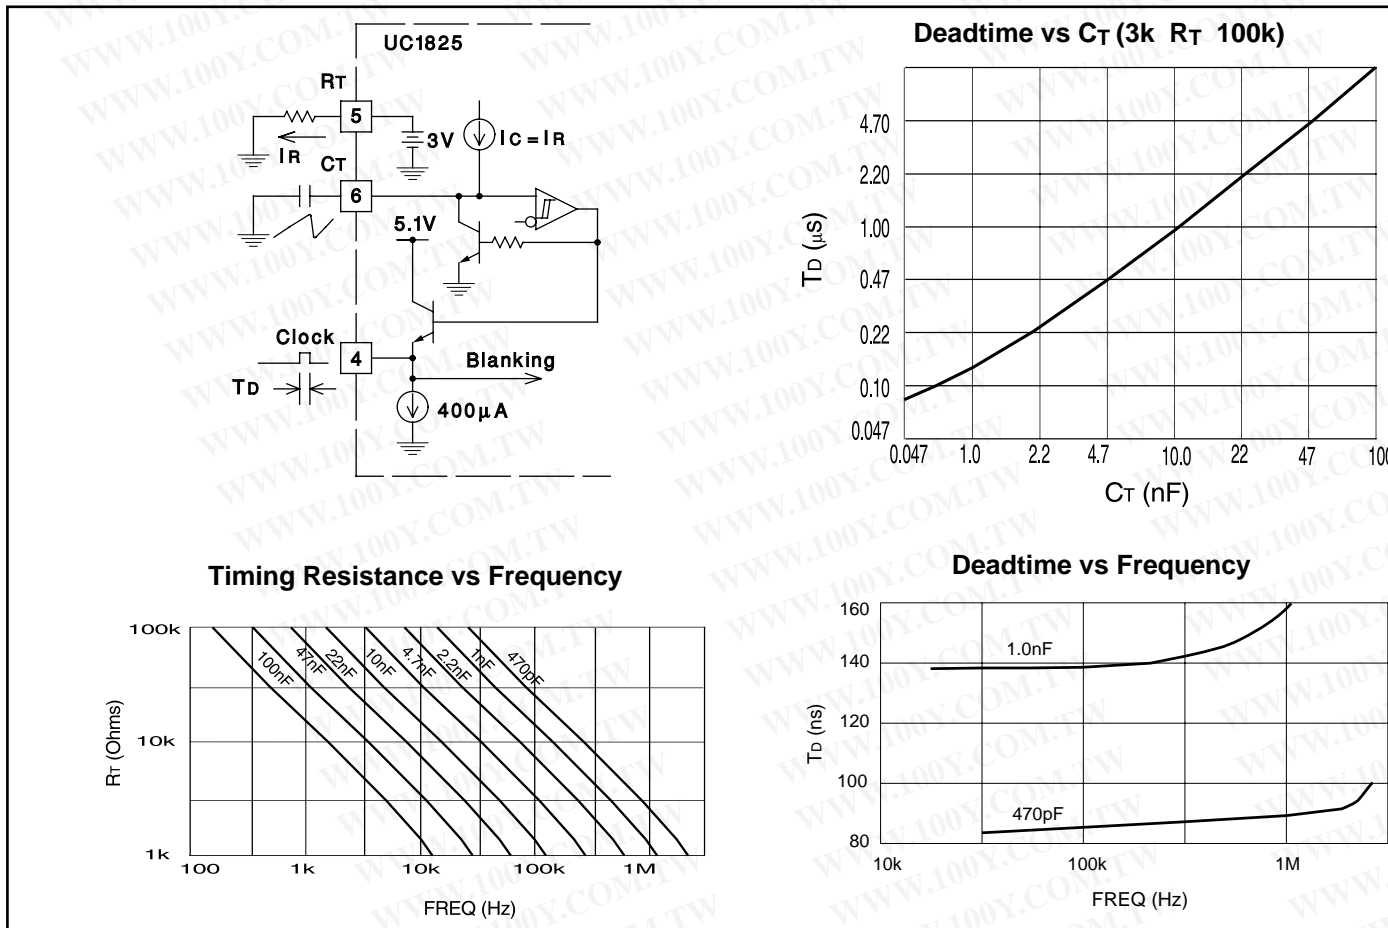 UC1825
RT
5
IR
3V
IC=IR
CT
6
5.1V
Clock
4
TD
Blanking
400µA
Deadtime vs CT (3k RT 100k)
TD (µs)
4.70
2.20
1.00
0.47
0.22
0.10
0.047
0.047 1.0 2.2 4.7 10.0 22 47 100
CT (nF)
Timing Resistance vs Frequency
RT (Ohms)
100k
10k
1k
100nF 47nF 22nF 10nF 4.7nF 2.2nF 1nF 470pF
100 1k 10k 100k 1M
FREQ (Hz)
Deadtime vs Frequency
TD (ns)
160
140
120
100
80
1.0nF
470pF
10k 100k 1M
FREQ (Hz)
WWW.100Y.COM.TW